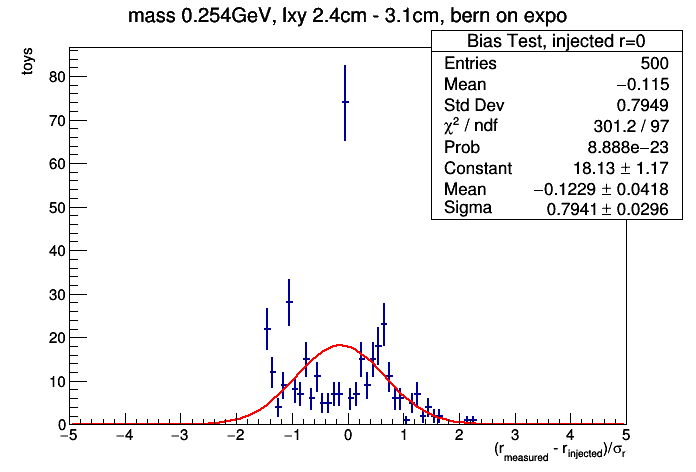 mass 0.254GeV, lxy 2.4cm - 3.1cm, bern on expo
toys
Bias Test, injected r=0
Entries 500
Mean −0.115
Std Dev 0.7949
χ² / ndf 301.2 / 97
Prob 8.888e−23
Constant 18.13 ± 1.17
Mean −0.1229 ± 0.0418
Sigma 0.7941 ± 0.0296
80
70
60
50
40
30
20
10
0
−5 −4 −3 −2 −1 0 1 2 3 4 5
(r_measured - r_injected)/σ_r